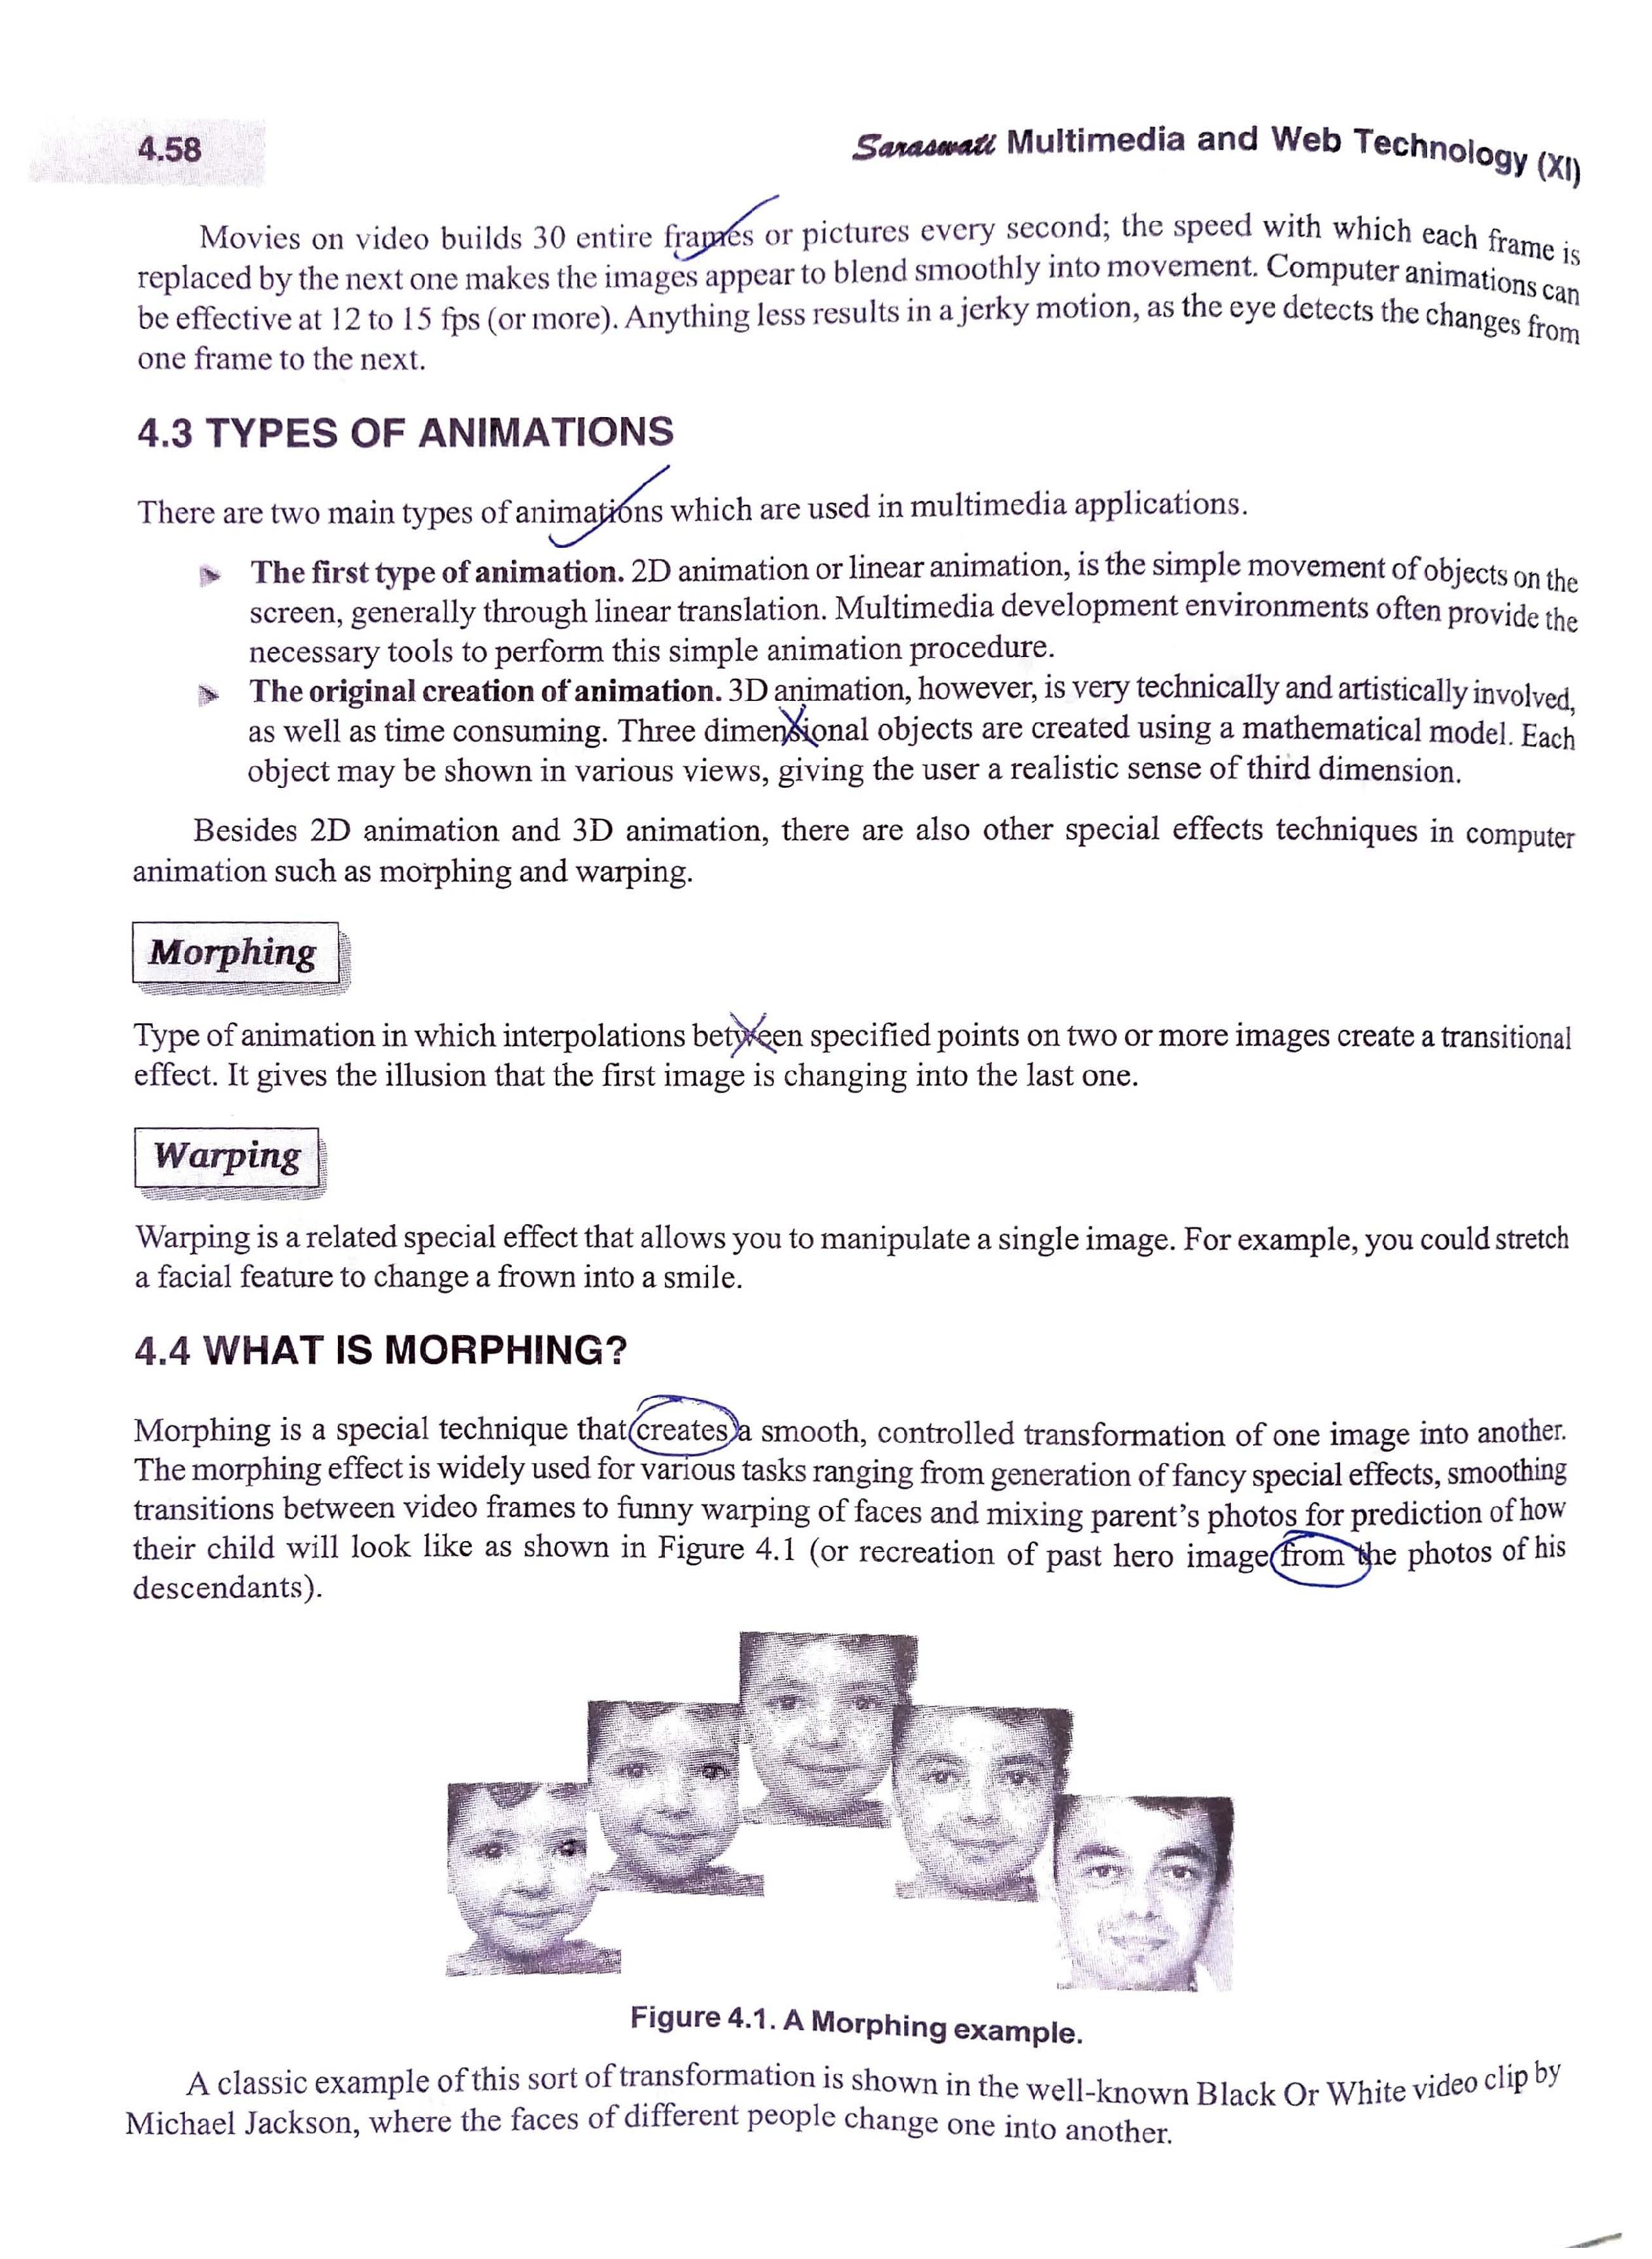 4.58
Saraswati Multimedia and Web Technology (XI)
Movies on video builds 30 entire frames or pictures every second; the speed with which each frame is
replaced by the next one makes the images appear to blend smoothly into movement. Computer animations can
be effective at 12 to 15 fps (or more). Anything less results in a jerky motion, as the eye detects the changes from
one frame to the next.
4.3 TYPES OF ANIMATIONS
There are two main types of animations which are used in multimedia applications.
The first type of animation. 2D animation or linear animation, is the simple movement of objects on the
screen, generally through linear translation. Multimedia development environments often provide the
necessary tools to perform this simple animation procedure.
The original creation of animation. 3D animation, however, is very technically and artistically involved,
as well as time consuming. Three dimensional objects are created using a mathematical model. Each
object may be shown in various views, giving the user a realistic sense of third dimension.
Besides 2D animation and 3D animation, there are also other special effects techniques in computer
animation such as morphing and warping.
Morphing
Type of animation in which interpolations between specified points on two or more images create a transitional
effect. It gives the illusion that the first image is changing into the last one.
Warping
Warping is a related special effect that allows you to manipulate a single image. For example, you could stretch
a facial feature to change a frown into a smile.
4.4 WHAT IS MORPHING?
Morphing is a special technique that creates a smooth, controlled transformation of one image into another.
The morphing effect is widely used for various tasks ranging from generation of fancy special effects, smoothing
transitions between video frames to funny warping of faces and mixing parent's photos for prediction of how
their child will look like as shown in Figure 4.1 (or recreation of past hero image from the photos of his
descendants).
Figure 4.1. A Morphing example.
A classic example of this sort of transformation is shown in the well-known Black Or White video clip by
Michael Jackson, where the faces of different people change one into another.